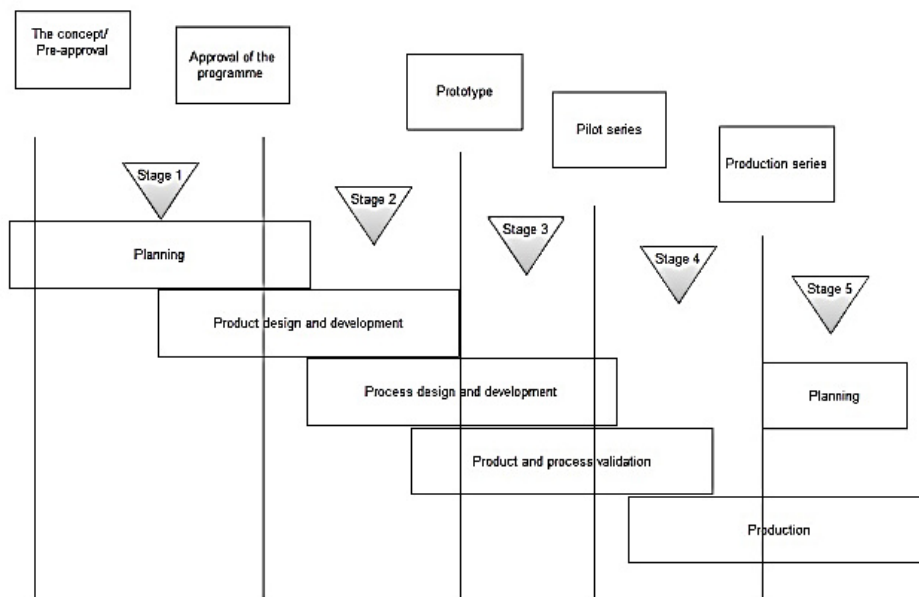 The concept/
Pre-approval
Approval of the
programme
Prototype
Pilot series
Production series
Stage 1
Stage 2
Stage 3
Stage 4
Stage 5
Planning
Product design and development
Process design and development
Planning
Product and process validation
Production